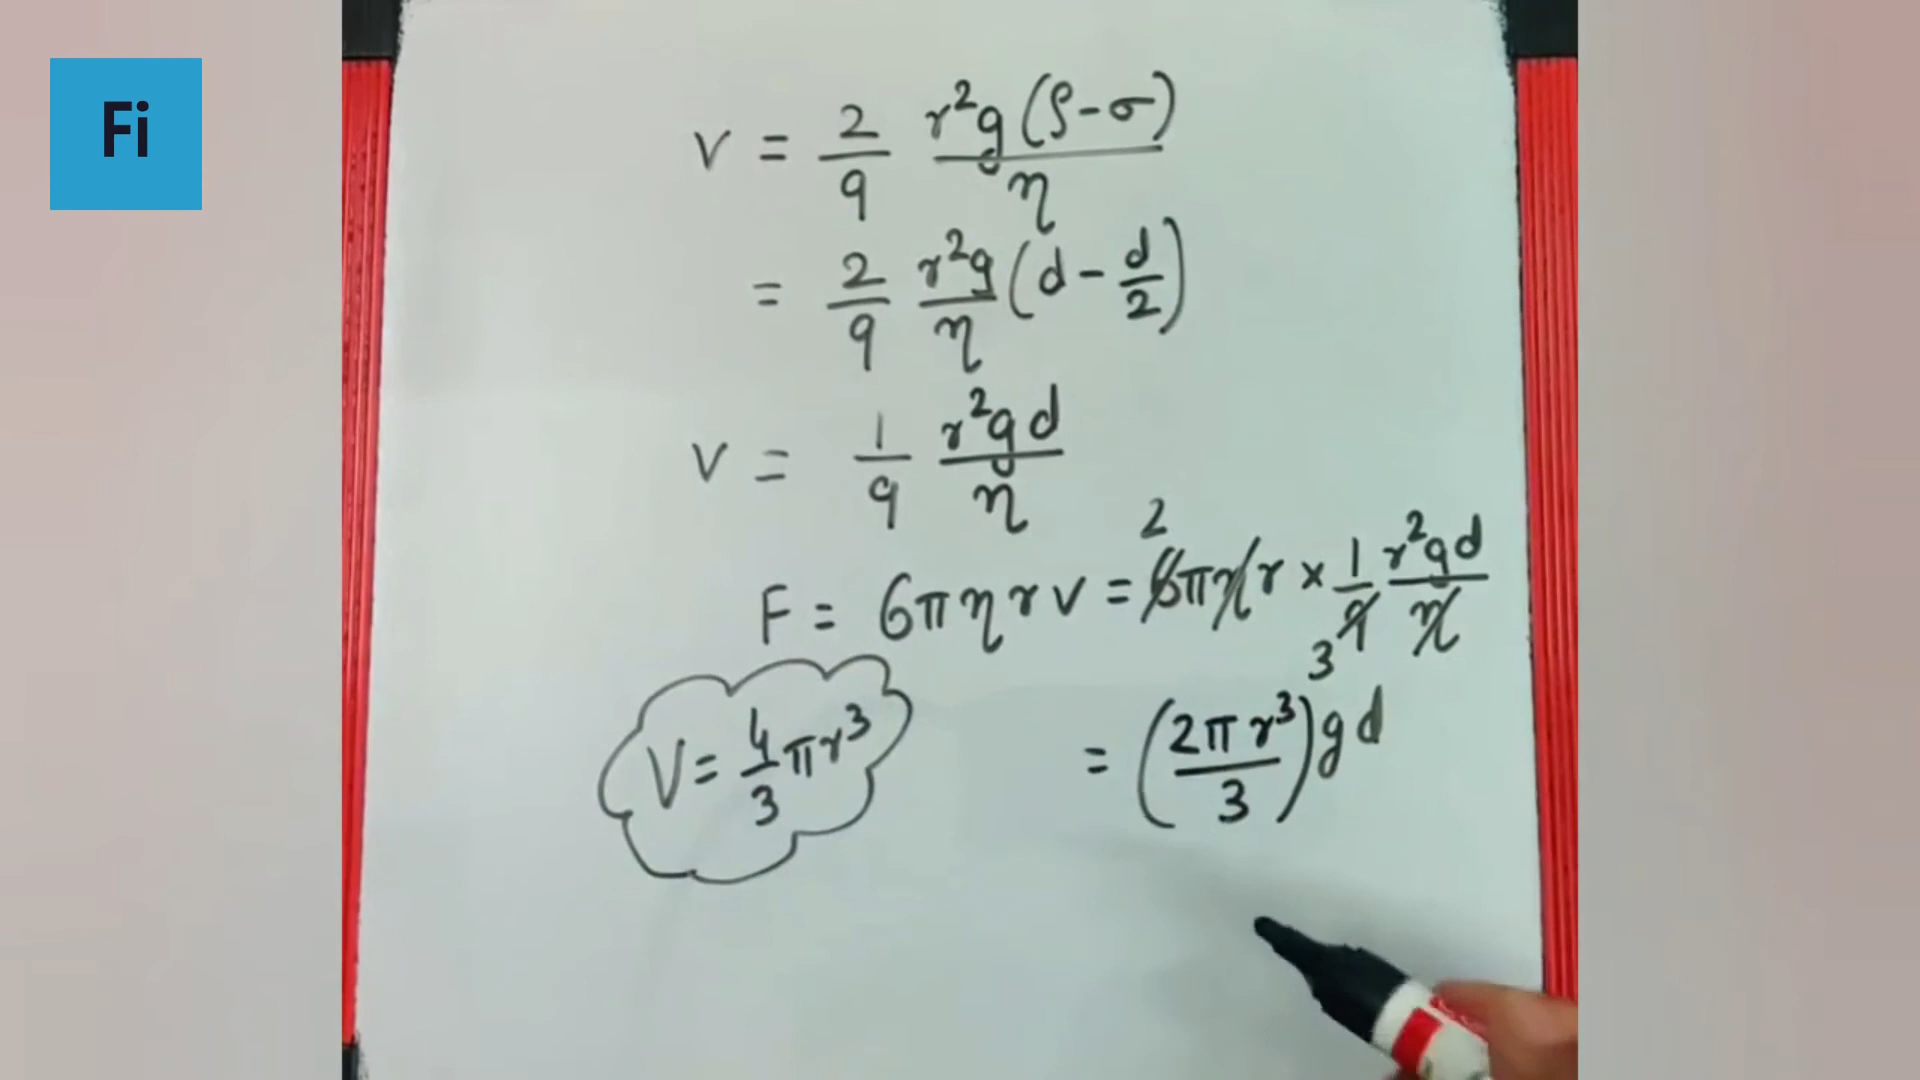 Fi
v = 2/9 r²g(ρ-σ)/η
= 2/9 r²g/η (d - d/2)
v = 1/9 r²gd/η
F = 6πηrv = 6πηr × 1/9 r²gd/η
2
3
V = 4/3 πr³
= (2πr³/3)gd